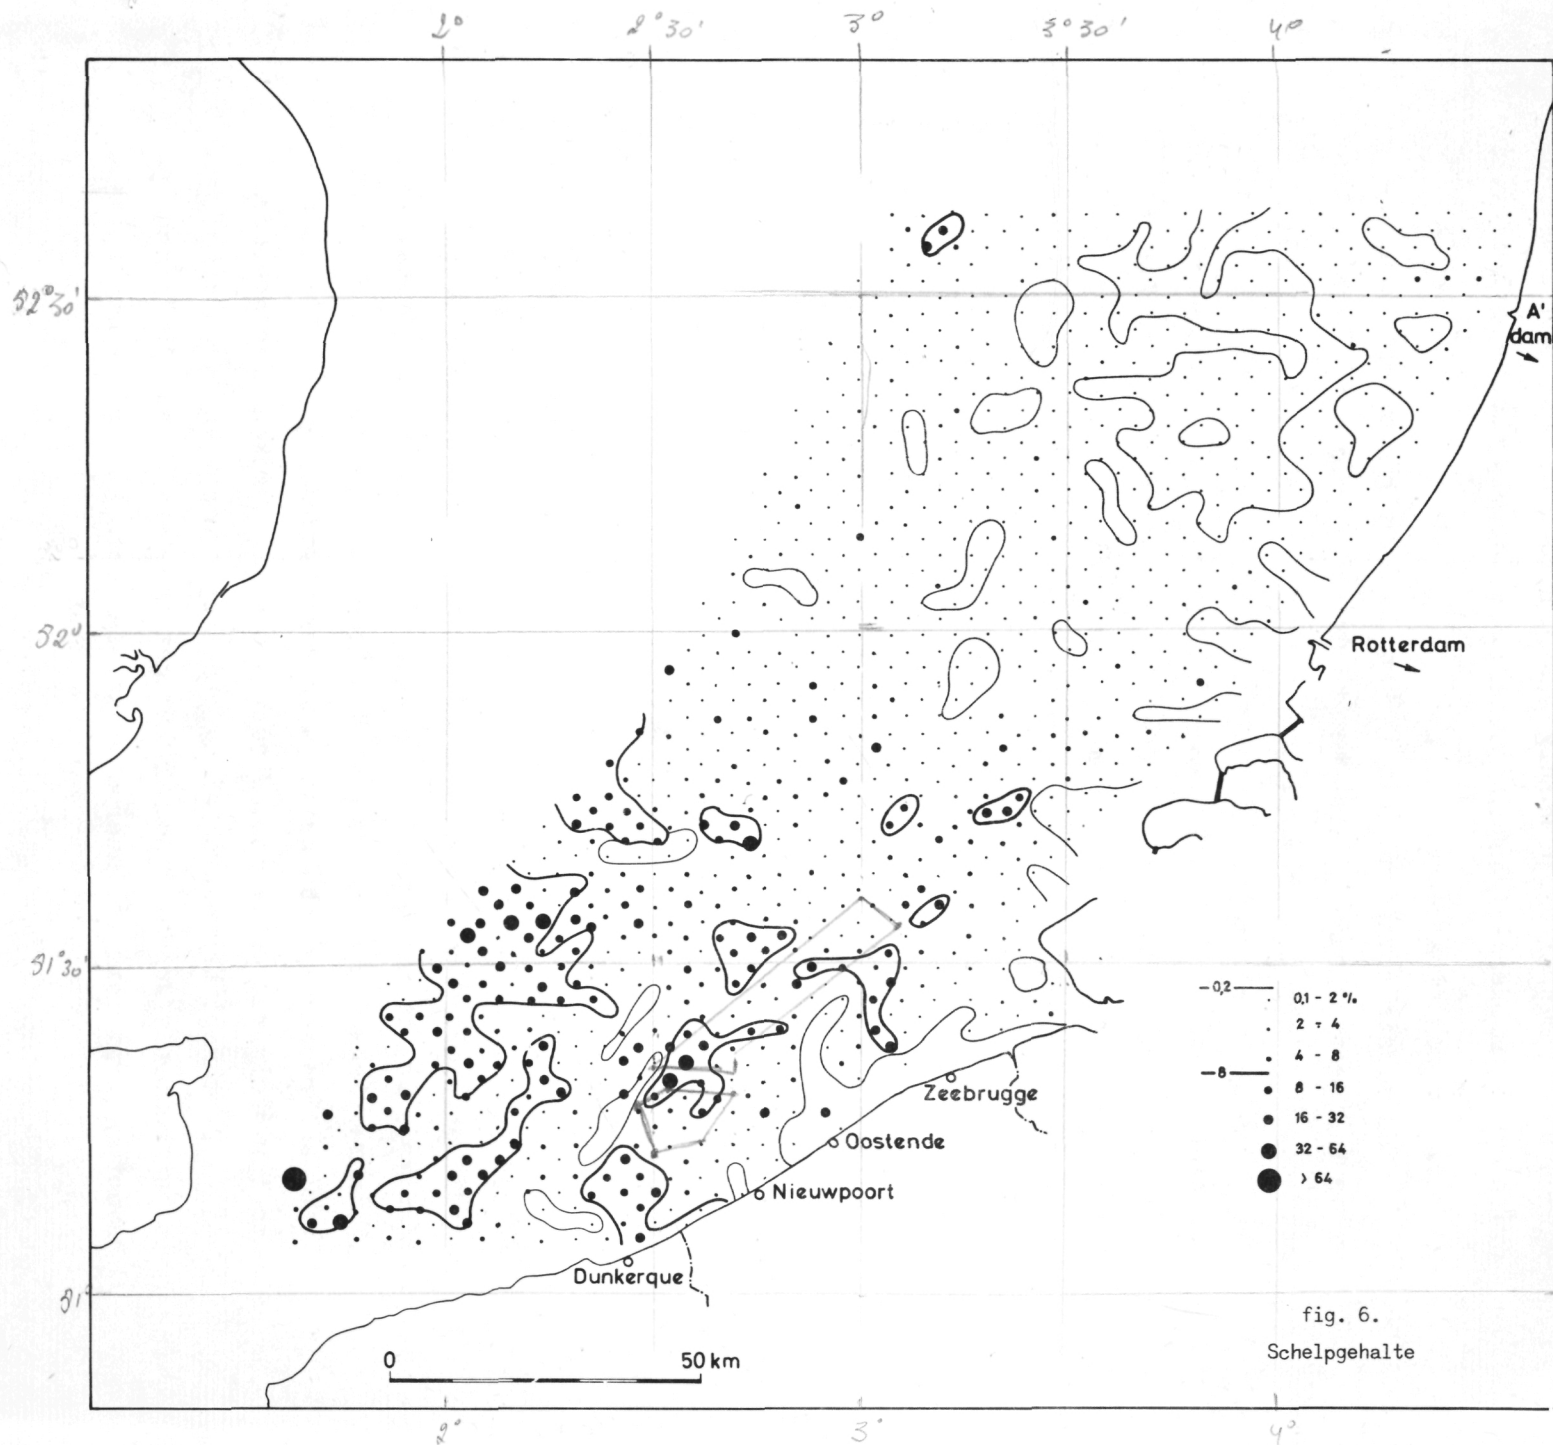 2°
2°30'
3°
3°30'
4°
52°30'
A'
dam
52°
Rotterdam
51°30'
-0,2
0,1 - 2 %
2 - 4
4 - 8
-8
8 - 16
16 - 32
32 - 64
> 64
Zeebrugge
Oostende
Nieuwpoort
Dunkerque
51°
fig. 6.
Schelpgehalte
0
50 km
2°
3°
4°